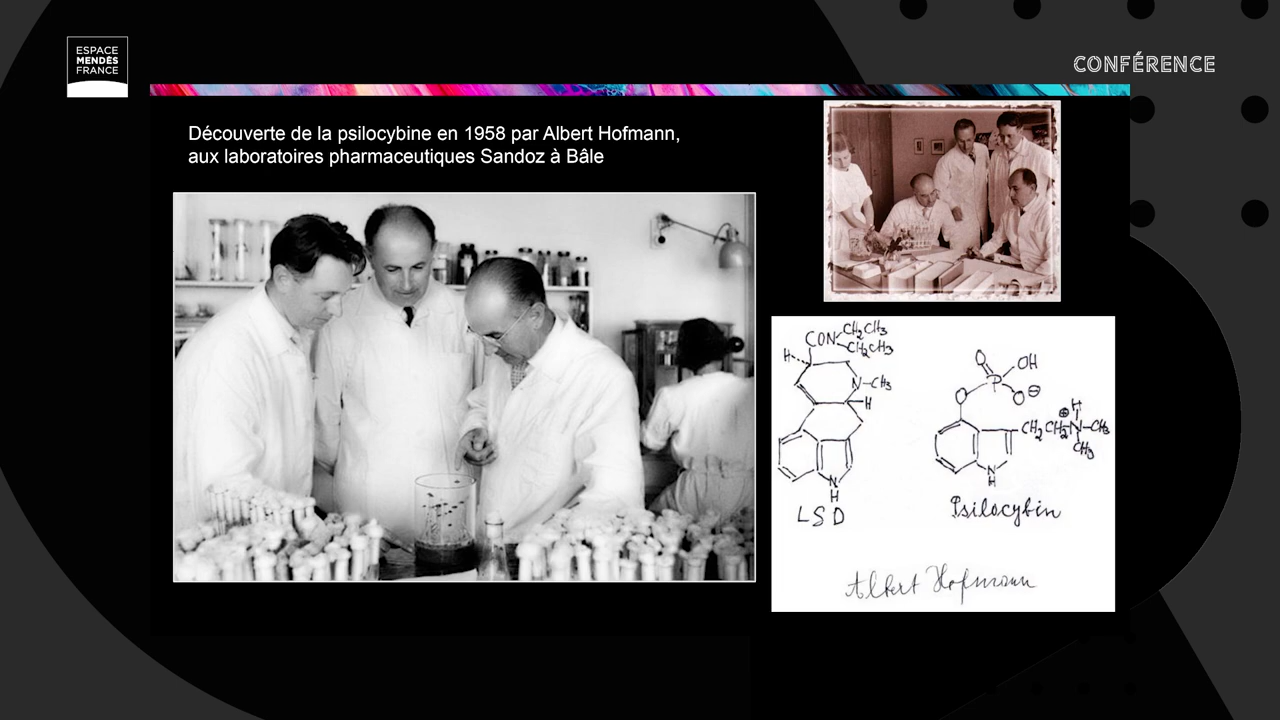 ESPACE
MENDÈS
FRANCE
CONFÉRENCE
Découverte de la psilocybine en 1958 par Albert Hofmann,
aux laboratoires pharmaceutiques Sandoz à Bâle
CON CH₂CH₃
CH₂CH₃
H
N-CH₃
H
N
H
LSD
O
P OH
O O ⊖
⊕ H
CH₂CH₂-N-CH₃
CH₃
N
H
Psilocybin
Albert Hofmann